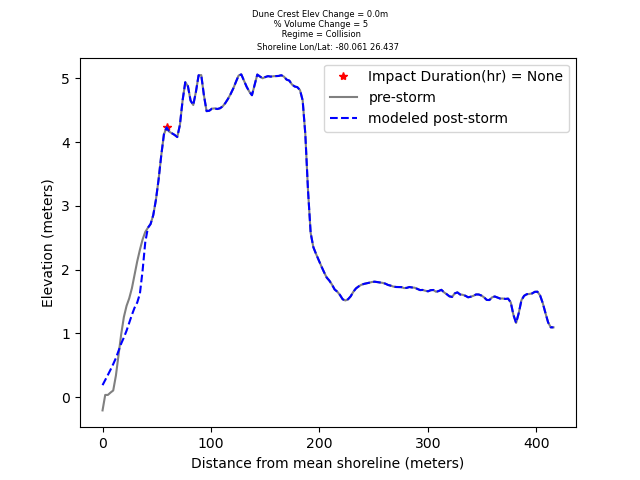 Dune Crest Elev Change = 0.0m
% Volume Change = 5
Regime = Collision
Shoreline Lon/Lat: -80.061 26.437
Impact Duration(hr) = None
pre-storm
modeled post-storm
Elevation (meters)
5
4
3
2
1
0
0 100 200 300 400
Distance from mean shoreline (meters)